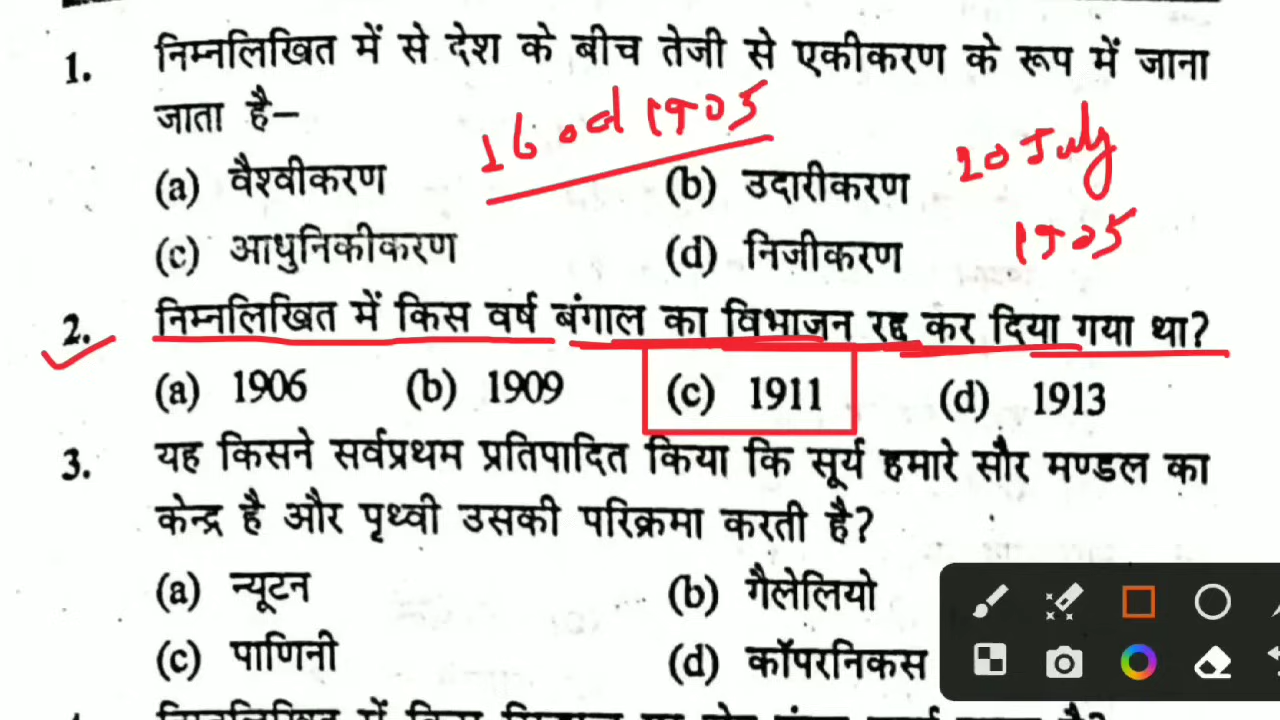 1. निम्नलिखित में से देश के बीच तेजी से एकीकरण के रूप में जाना
जाता है–
16 oct 1905
20 July
1905
(a) वैश्वीकरण (b) उदारीकरण
(c) आधुनिकीकरण (d) निजीकरण
2. निम्नलिखित में किस वर्ष बंगाल का विभाजन रद्द कर दिया गया था?
(a) 1906 (b) 1909 (c) 1911 (d) 1913
3. यह किसने सर्वप्रथम प्रतिपादित किया कि सूर्य हमारे सौर मण्डल का
केन्द्र है और पृथ्वी उसकी परिक्रमा करती है?
(a) न्यूटन (b) गैलेलियो
(c) पाणिनी (d) कॉपरनिकस